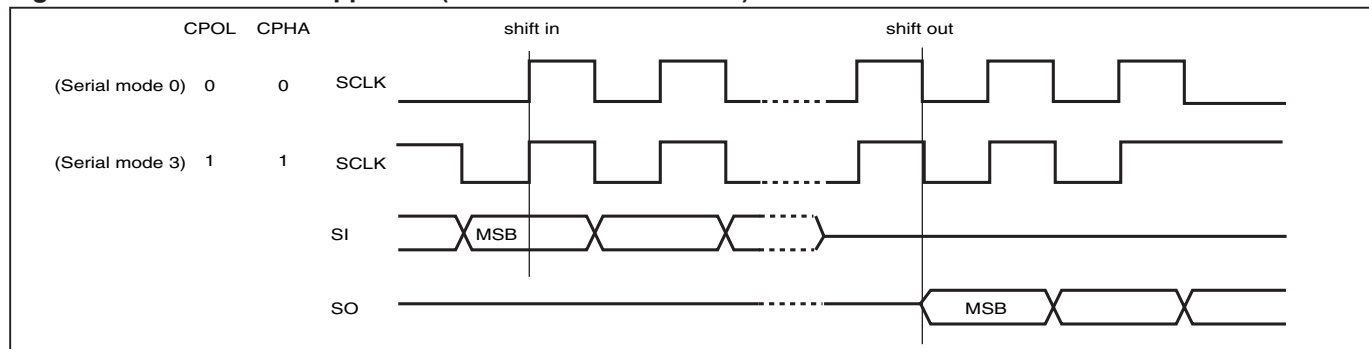 CPOL CPHA shift in shift out
(Serial mode 0) 0 0 SCLK
(Serial mode 3) 1 1 SCLK
SI MSB
SO MSB